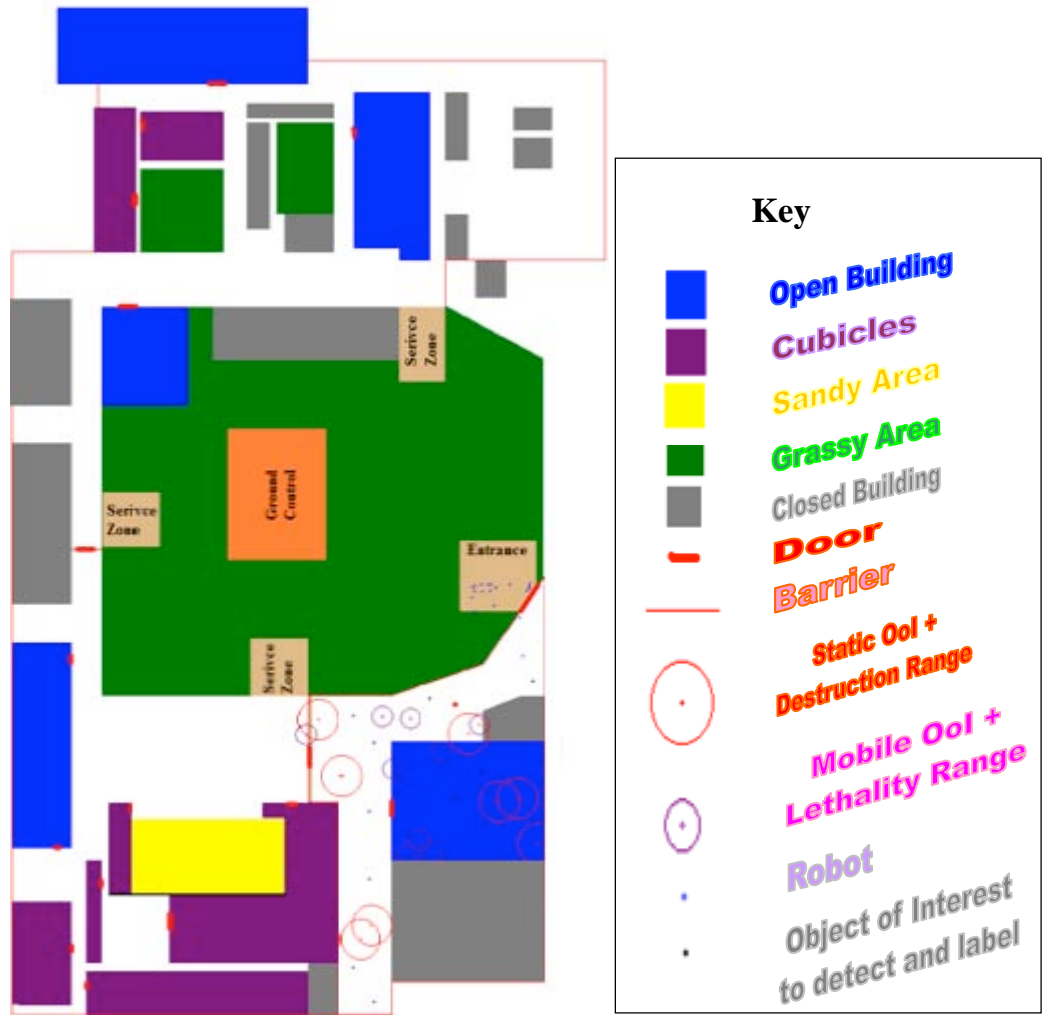 Serivce
Zone
Ground
Control
Serivce
Zone
Entrance
Serivce
Zone
Key
Open Building
Cubicles
Sandy Area
Grassy Area
Closed Building
Door
Barrier
Static OoI +
Destruction Range
Mobile OoI +
Lethality Range
Robot
Object of Interest
to detect and label